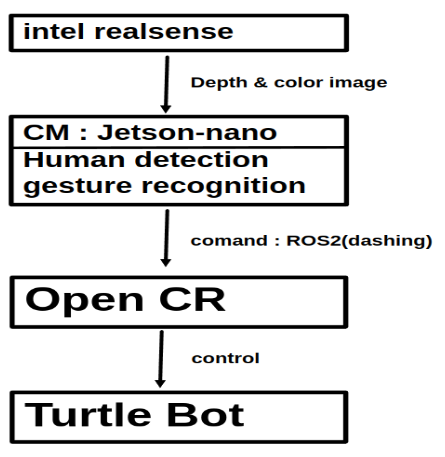 intel realsense
Depth & color image
CM : Jetson-nano
Human detection
gesture recognition
comand : ROS2(dashing)
Open CR
control
Turtle Bot